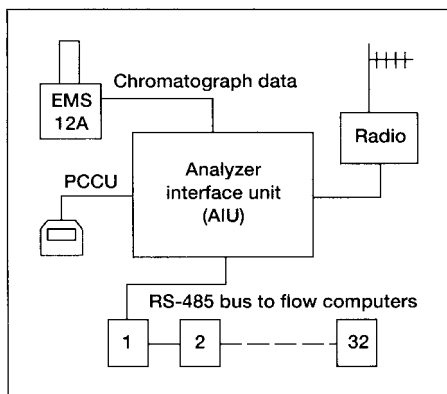 EMS
12A
Chromatograph data
Radio
Analyzer
interface unit
(AIU)
PCCU
RS-485 bus to flow computers
1
2
32